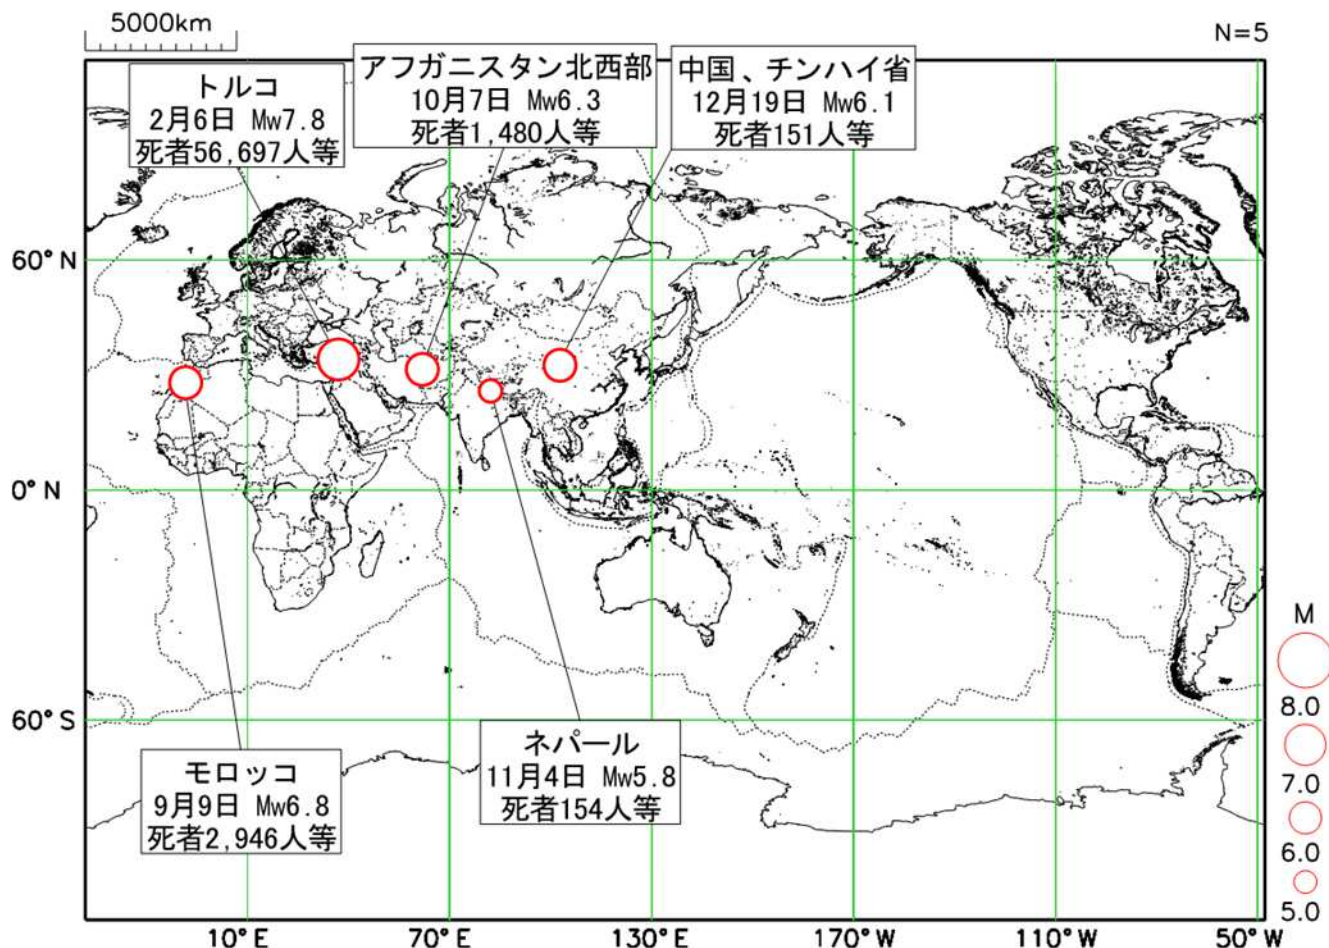 5000km
N=5
トルコ
2月6日 Mw7.8
死者56,697人等
アフガニスタン北西部
10月7日 Mw6.3
死者1,480人等
中国、チンハイ省
12月19日 Mw6.1
死者151人等
60°N
0°N
60°S
モロッコ
9月9日 Mw6.8
死者2,946人等
ネパール
11月4日 Mw5.8
死者154人等
M
8.0
7.0
6.0
5.0
10°E
70°E
130°E
170°W
110°W
50°W